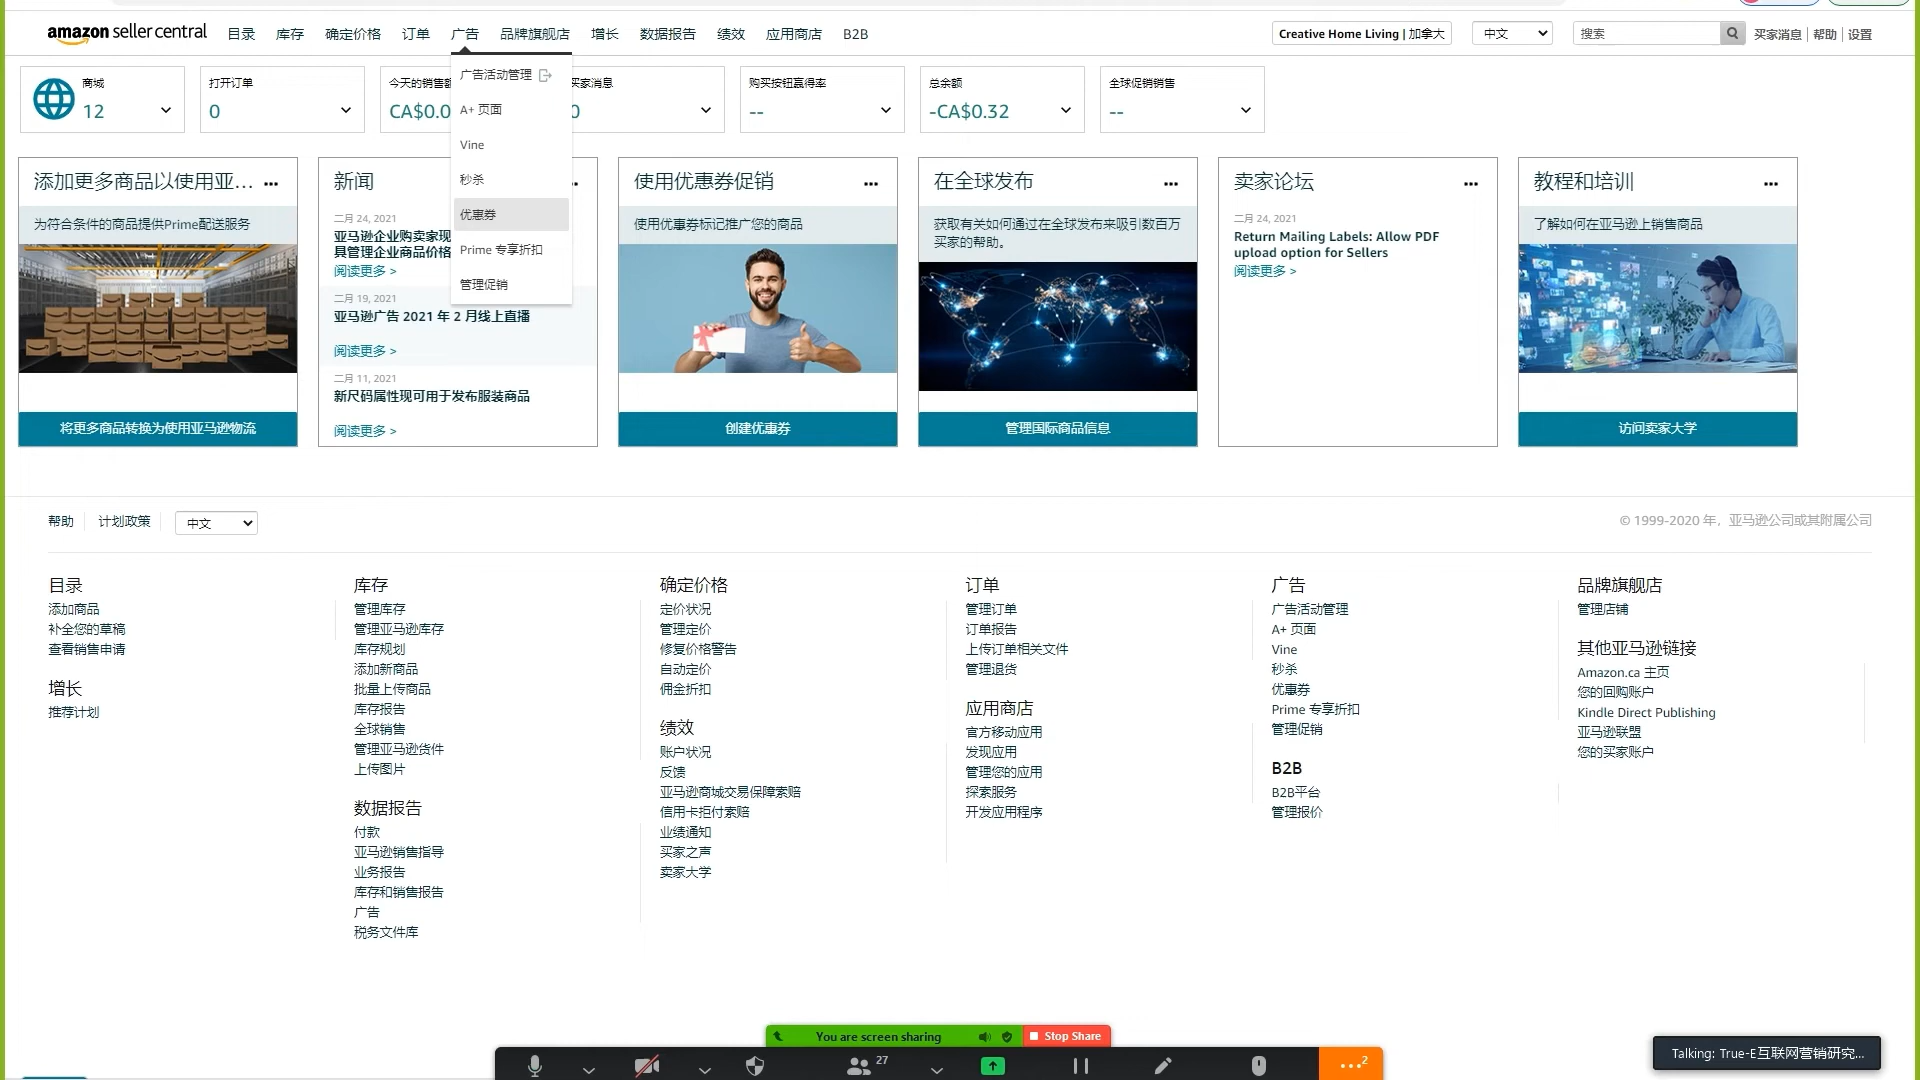 amazon seller central
目录
库存
确定价格
订单
广告
品牌旗舰店
增长
数据报告
绩效
应用商店
B2B
Creative Home Living | 加拿大
中文
搜索
买家消息
帮助
设置
商城
12
打开订单
0
今天的销售
CA$0.0
买家消息
0
购买按钮赢得率
--
总余额
-CA$0.32
全球促销销售
--
广告活动管理
A+ 页面
Vine
秒杀
优惠券
Prime 专享折扣
管理促销
添加更多商品以使用亚...
为符合条件的商品提供Prime配送服务
将更多商品转换为使用亚马逊物流
新闻
二月 24, 2021
亚马逊企业购卖家现
具管理企业商品价格
阅读更多 >
二月 19, 2021
亚马逊广告 2021 年 2 月线上直播
阅读更多 >
二月 11, 2021
新尺码属性现可用于发布服装商品
阅读更多 >
使用优惠券促销
使用优惠券标记推广您的商品
创建优惠券
在全球发布
获取有关如何通过在全球发布来吸引数百万
买家的帮助。
管理国际商品信息
卖家论坛
二月 24, 2021
Return Mailing Labels: Allow PDF
upload option for Sellers
阅读更多 >
教程和培训
了解如何在亚马逊上销售商品
访问卖家大学
帮助
计划政策
中文
© 1999-2020 年，亚马逊公司或其附属公司
目录
添加商品
补全您的草稿
查看销售申请
增长
推荐计划
库存
管理库存
管理亚马逊库存
库存规划
添加新商品
批量上传商品
库存报告
全球销售
管理亚马逊货件
上传图片
数据报告
付款
亚马逊销售指导
业务报告
库存和销售报告
广告
税务文件库
确定价格
定价状况
管理定价
修复价格警告
自动定价
佣金折扣
绩效
账户状况
反馈
亚马逊商城交易保障索赔
信用卡拒付索赔
业绩通知
买家之声
卖家大学
订单
管理订单
订单报告
上传订单相关文件
管理退货
应用商店
官方移动应用
发现应用
管理您的应用
探索服务
开发应用程序
广告
广告活动管理
A+ 页面
Vine
秒杀
优惠券
Prime 专享折扣
管理促销
B2B
B2B平台
管理报价
品牌旗舰店
管理店铺
其他亚马逊链接
Amazon.ca 主页
您的回购账户
Kindle Direct Publishing
亚马逊联盟
您的买家账户
You are screen sharing
Stop Share
27
2
Talking: True-E互联网营销研究...